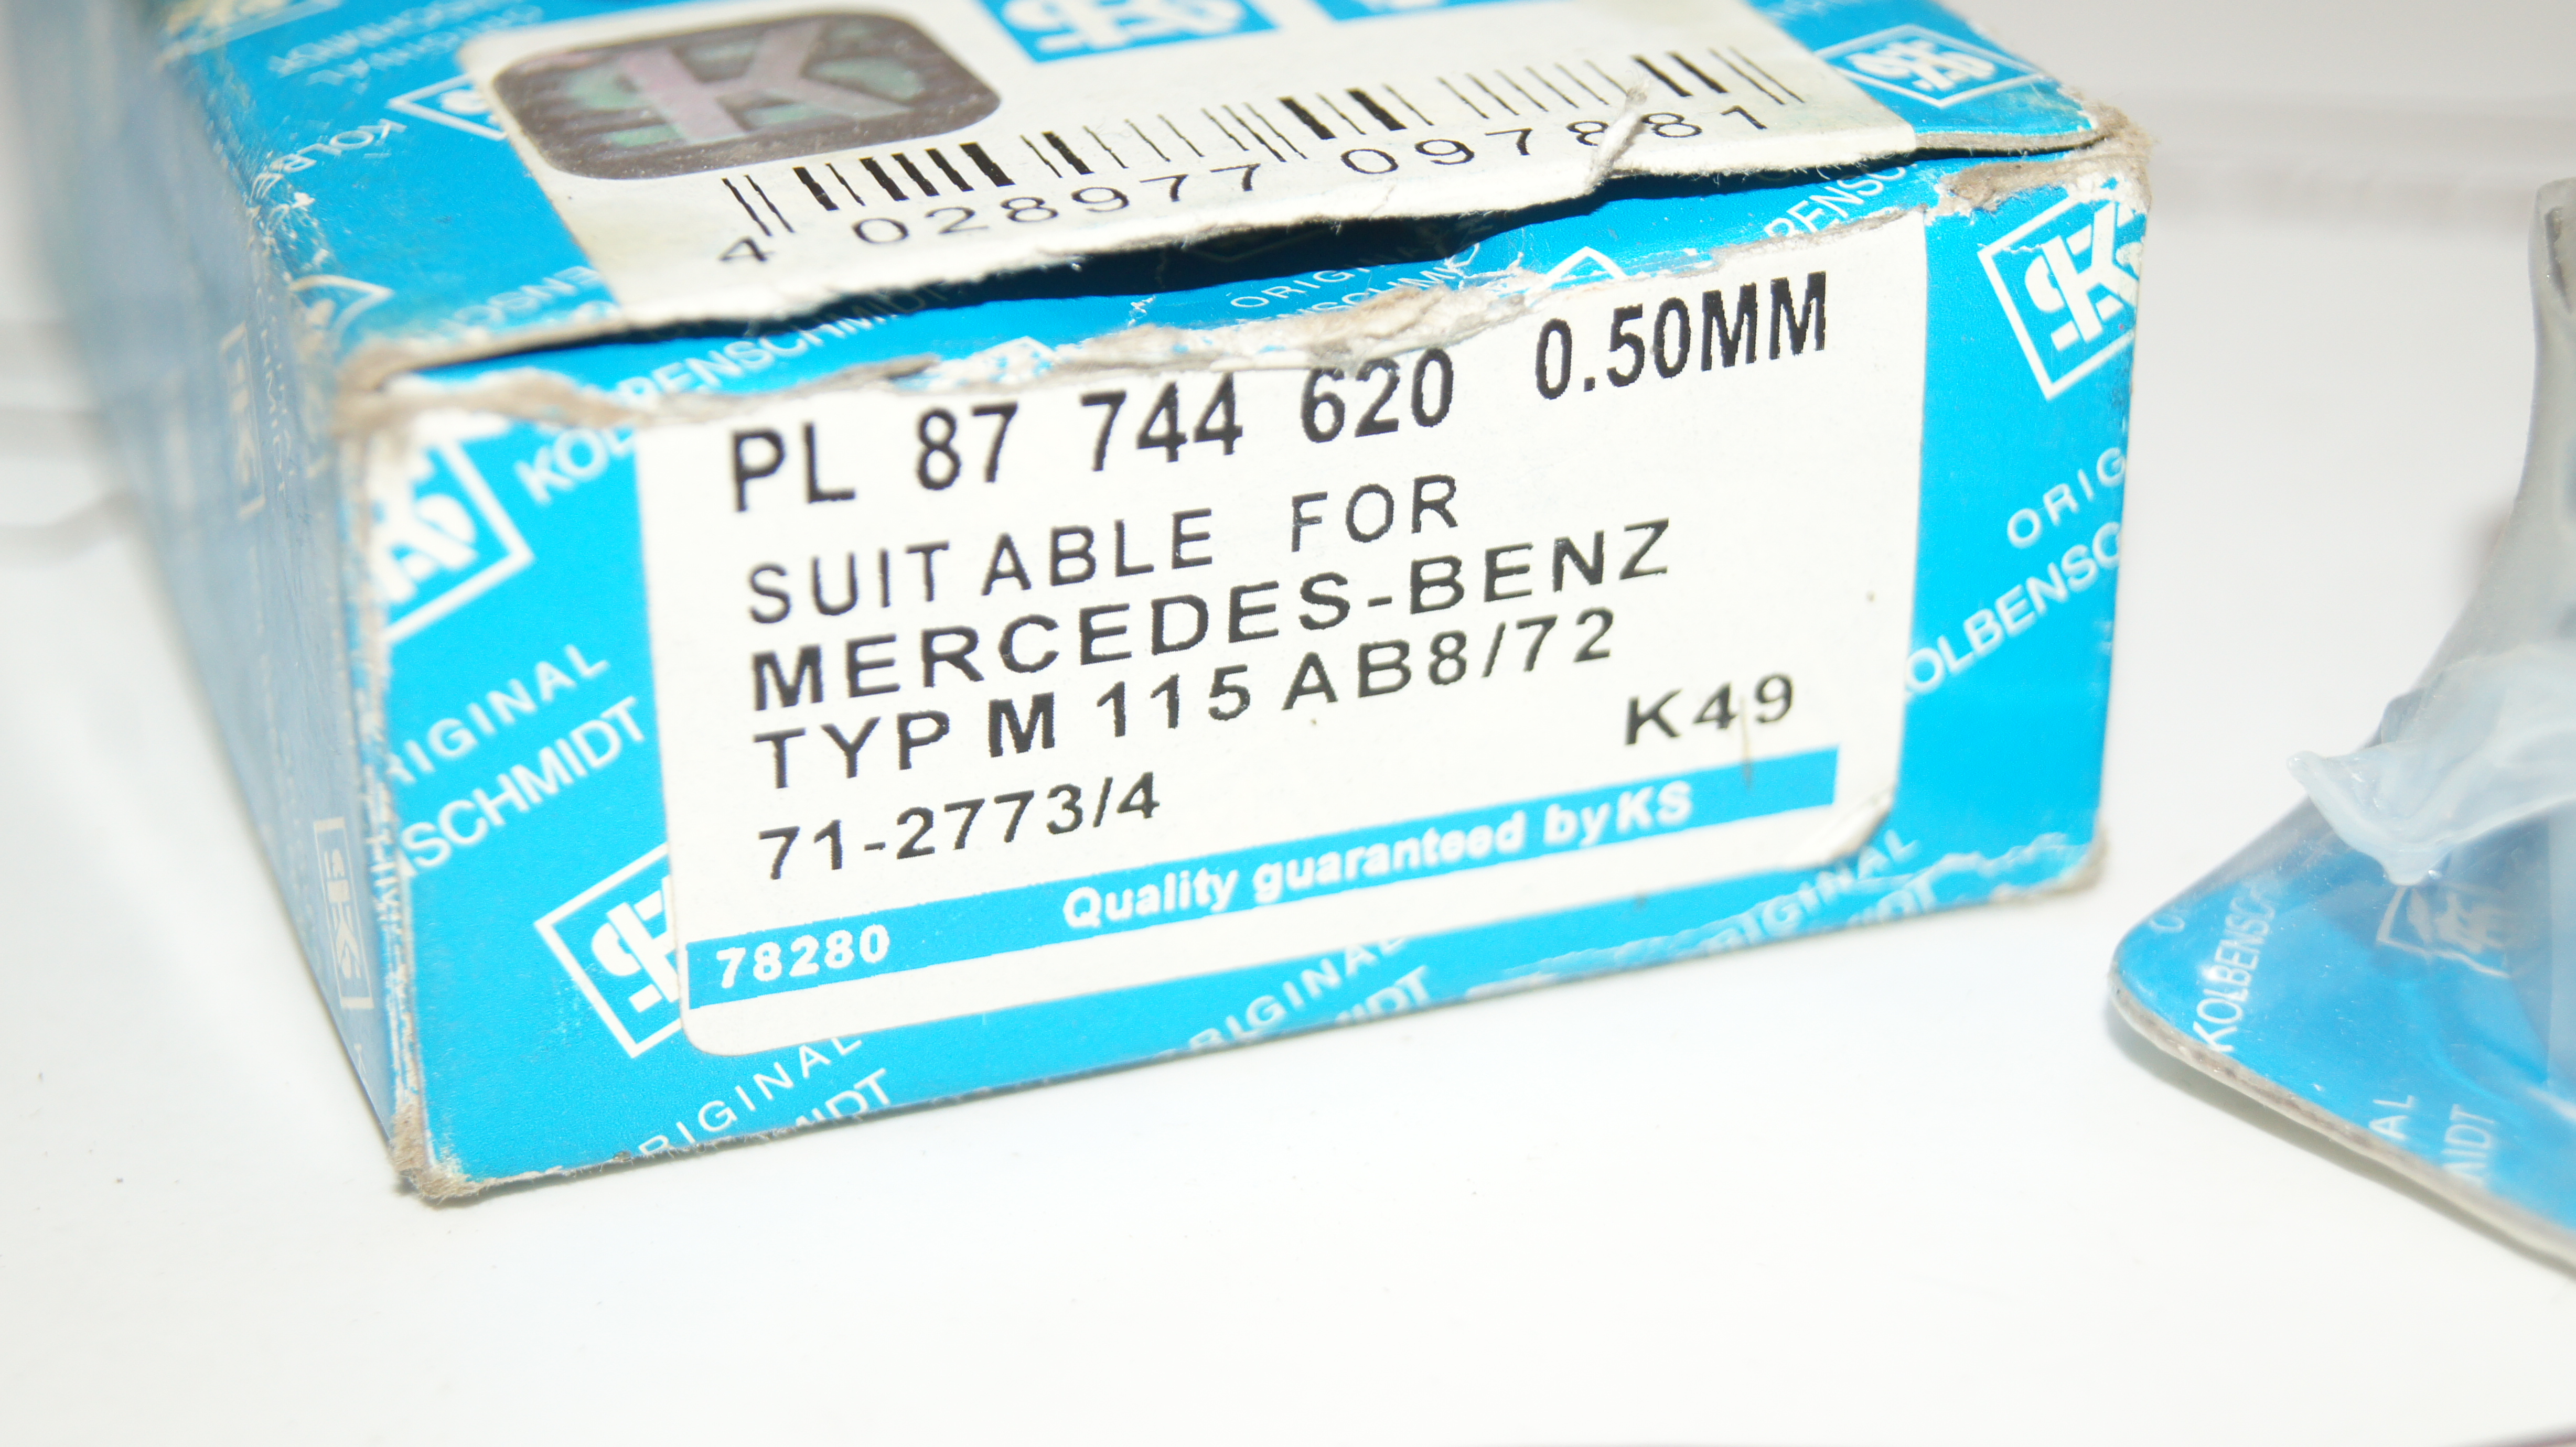 4 028977 097881
PL 87 744 620 0.50MM
SUITABLE FOR
MERCEDES-BENZ
TYP M 115 AB8/72
K49
71-2773/4
Quality guaranteed by KS
78280
KOLBENSCHMIDT
ORIGINAL